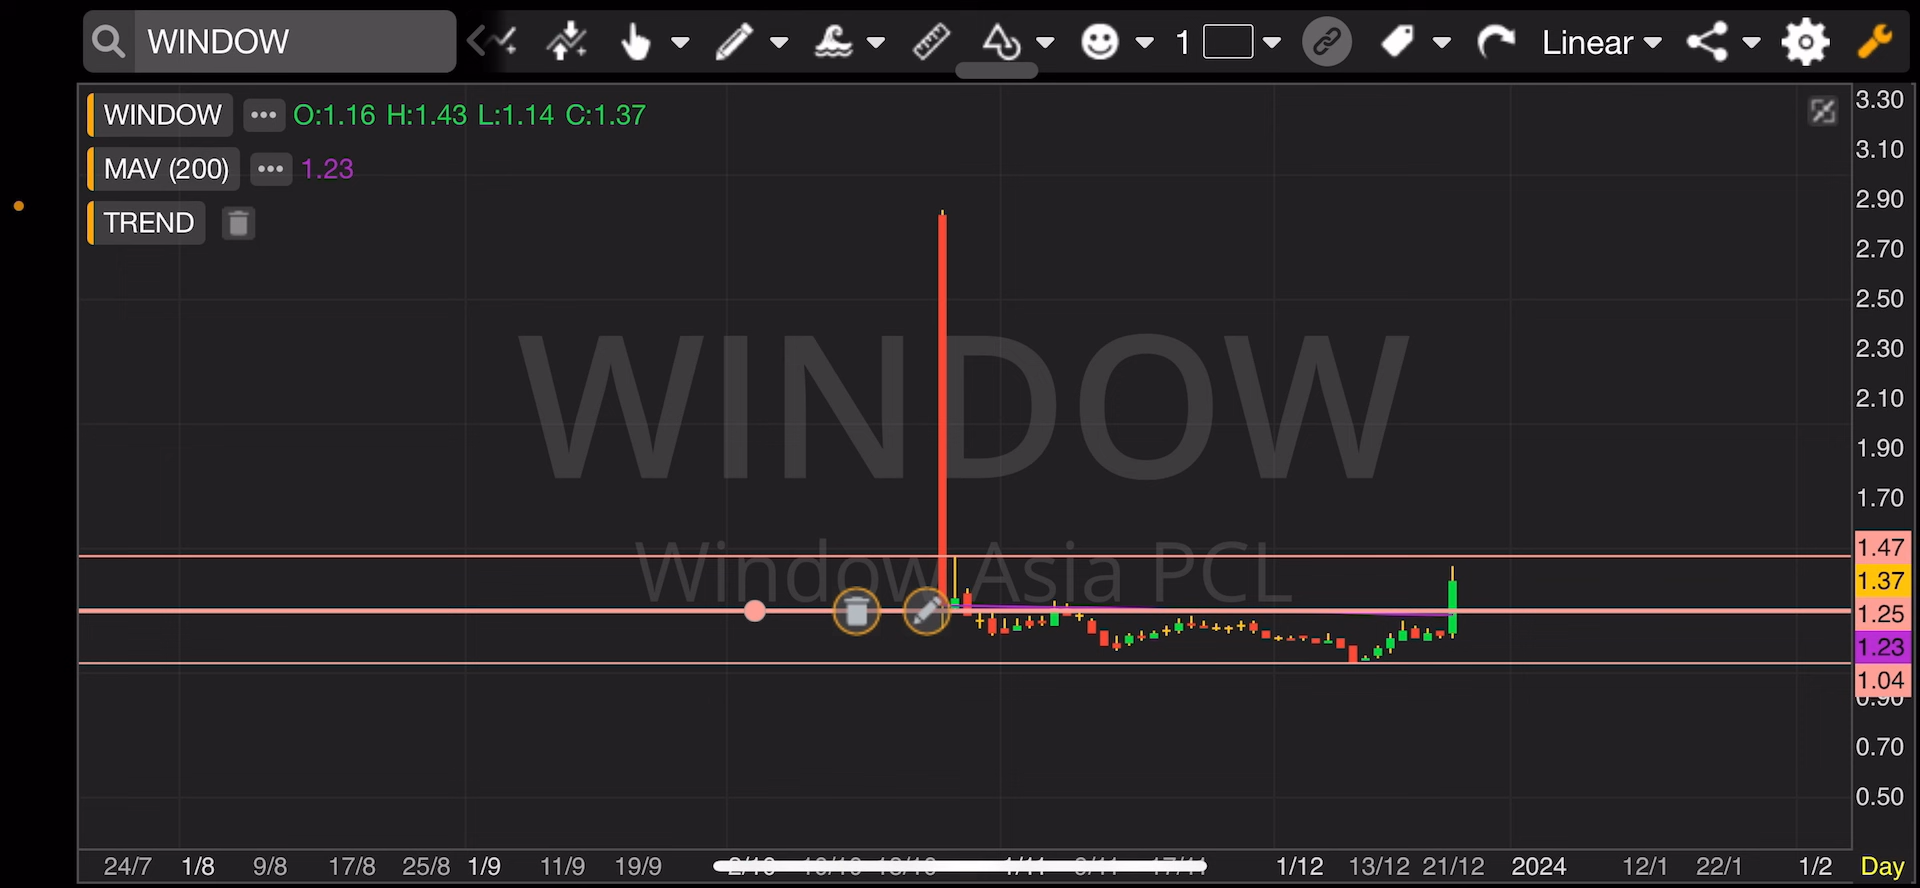 WINDOW 1 Linear
WINDOW ••• O:1.16 H:1.43 L:1.14 C:1.37
MAV (200) ••• 1.23
TREND
WINDOW
Window Asia PCL
3.30
3.10
2.90
2.70
2.50
2.30
2.10
1.90
1.70
1.47
1.37
1.25
1.23
1.04
0.90
0.70
0.50
24/7 1/8 9/8 17/8 25/8 1/9 11/9 19/9 1/12 13/12 21/12 2024 12/1 22/1 1/2 Day